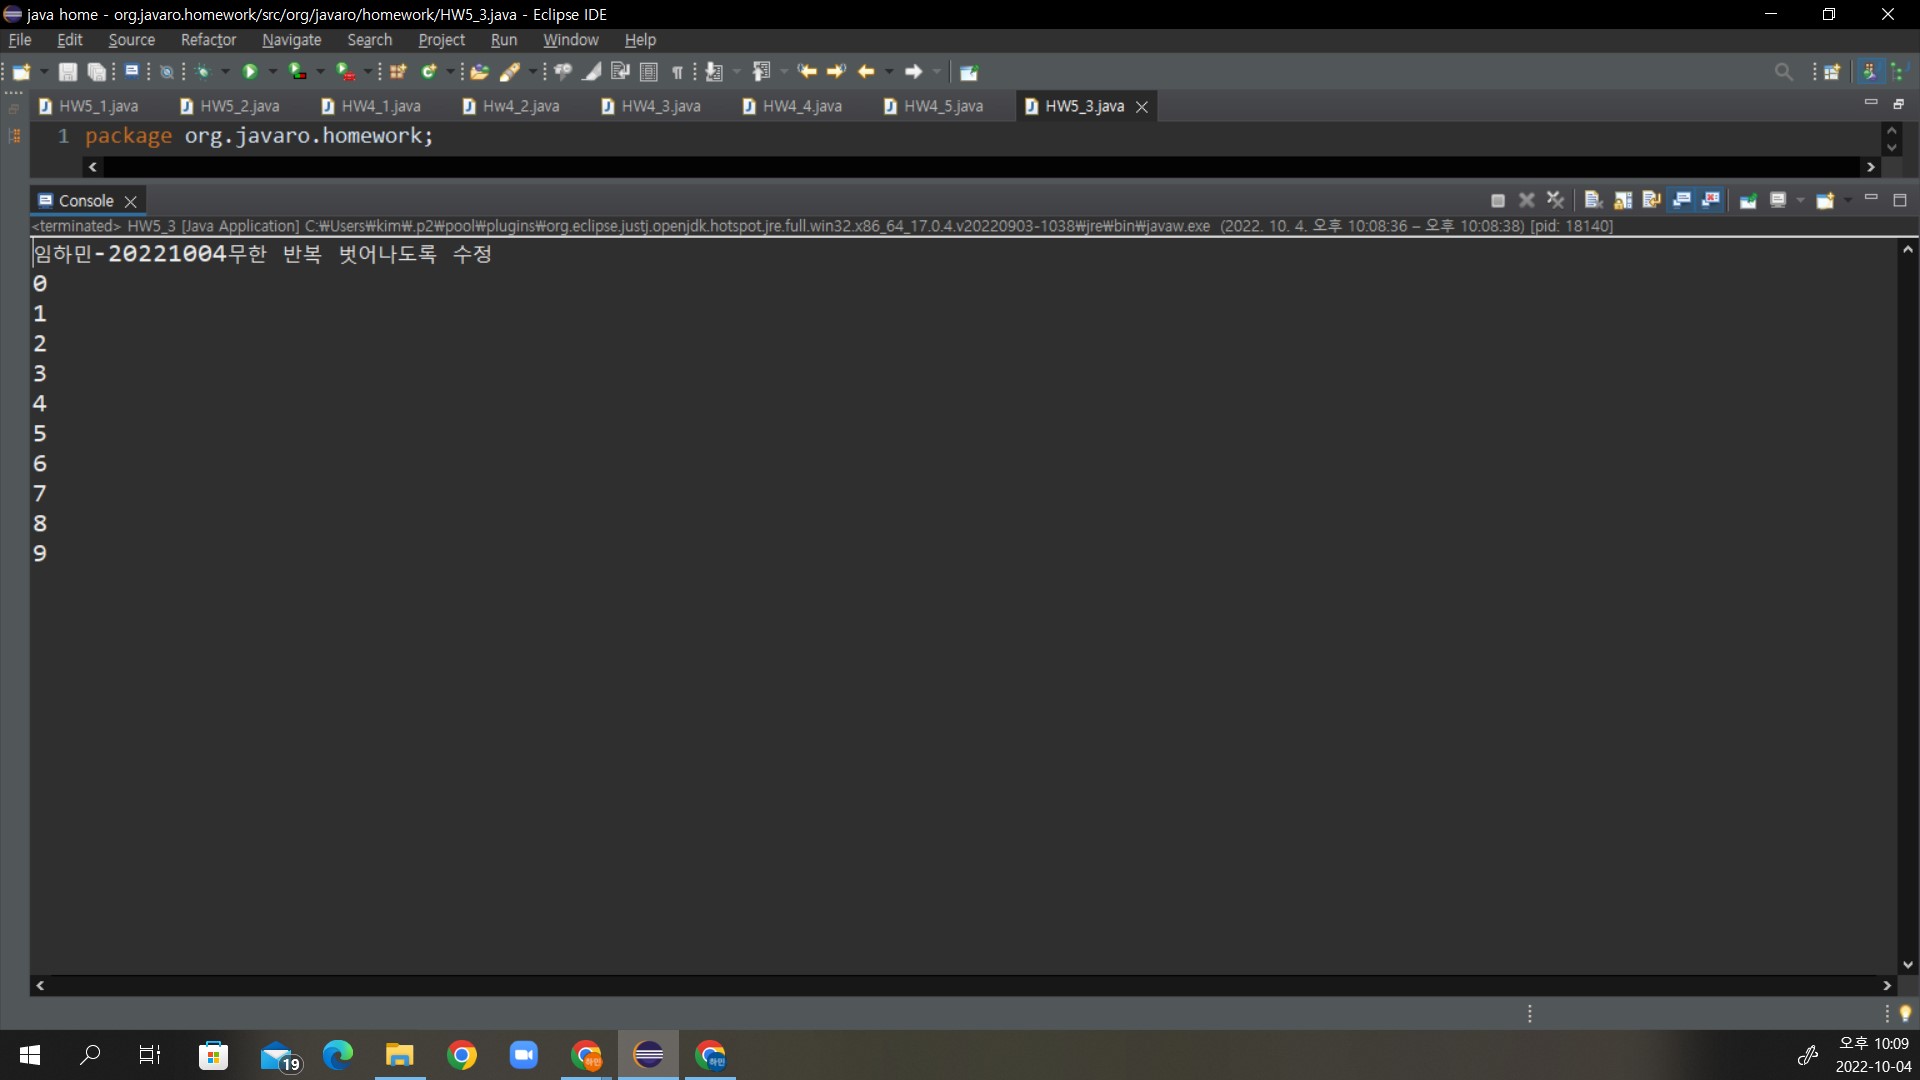 java home - org.javaro.homework/src/org/javaro/homework/HW5_3.java - Eclipse IDE
File Edit Source Refactor Navigate Search Project Run Window Help
HW5_1.java HW5_2.java HW4_1.java Hw4_2.java HW4_3.java HW4_4.java HW4_5.java HW5_3.java
1 package org.javaro.homework;
Console
<terminated> HW5_3 [Java Application] C:₩Users₩kim₩.p2₩pool₩plugins₩org.eclipse.justj.openjdk.hotspot.jre.full.win32.x86_64_17.0.4.v20220903-1038₩jre₩bin₩javaw.exe (2022. 10. 4. 오후 10:08:36 – 오후 10:08:38) [pid: 18140]
임하민-20221004무한 반복 벗어나도록 수정
0
1
2
3
4
5
6
7
8
9
19
하민
하민
오후 10:09
2022-10-04